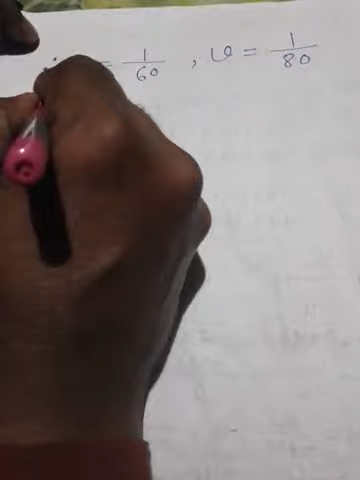 = 1/60 , v = 1/80